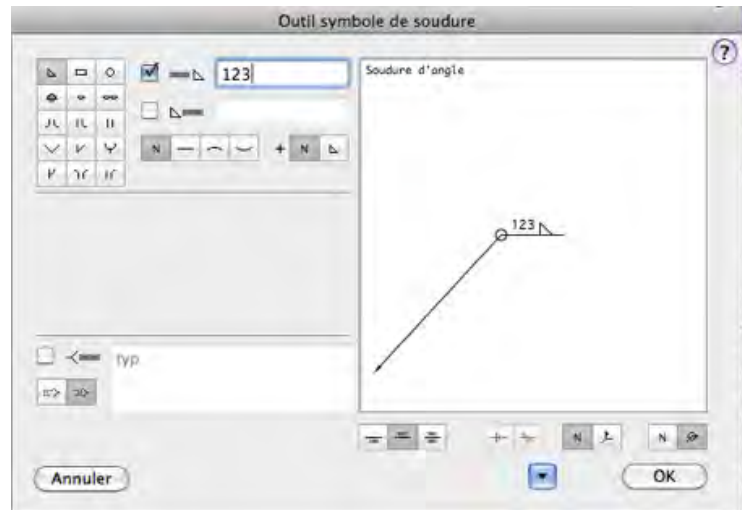 Outil symbole de soudure
?
123
Soudure d'angle
N
+ N
123
typ
N
N
Annuler
OK